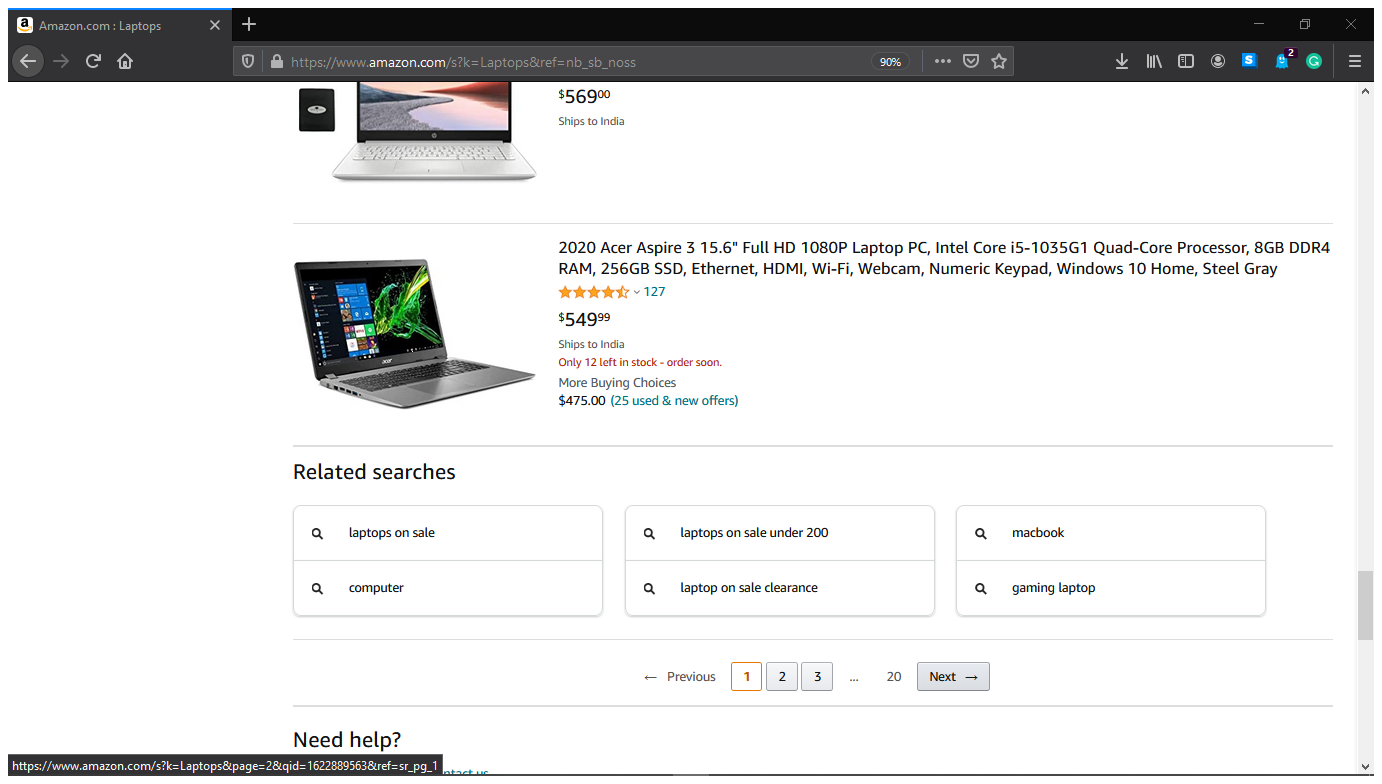 Amazon.com : Laptops
https://www.amazon.com/s?k=Laptops&ref=nb_sb_noss
90%
2
$569.00
Ships to India
2020 Acer Aspire 3 15.6" Full HD 1080P Laptop PC, Intel Core i5-1035G1 Quad-Core Processor, 8GB DDR4
RAM, 256GB SSD, Ethernet, HDMI, Wi-Fi, Webcam, Numeric Keypad, Windows 10 Home, Steel Gray
127
$549.99
Ships to India
Only 12 left in stock - order soon.
More Buying Choices
$475.00 (25 used & new offers)
Related searches
laptops on sale
laptops on sale under 200
macbook
computer
laptop on sale clearance
gaming laptop
← Previous 1 2 3 ... 20 Next →
Need help?
https://www.amazon.com/s?k=Laptops&page=2&qid=1622889563&ref=sr_pg_1